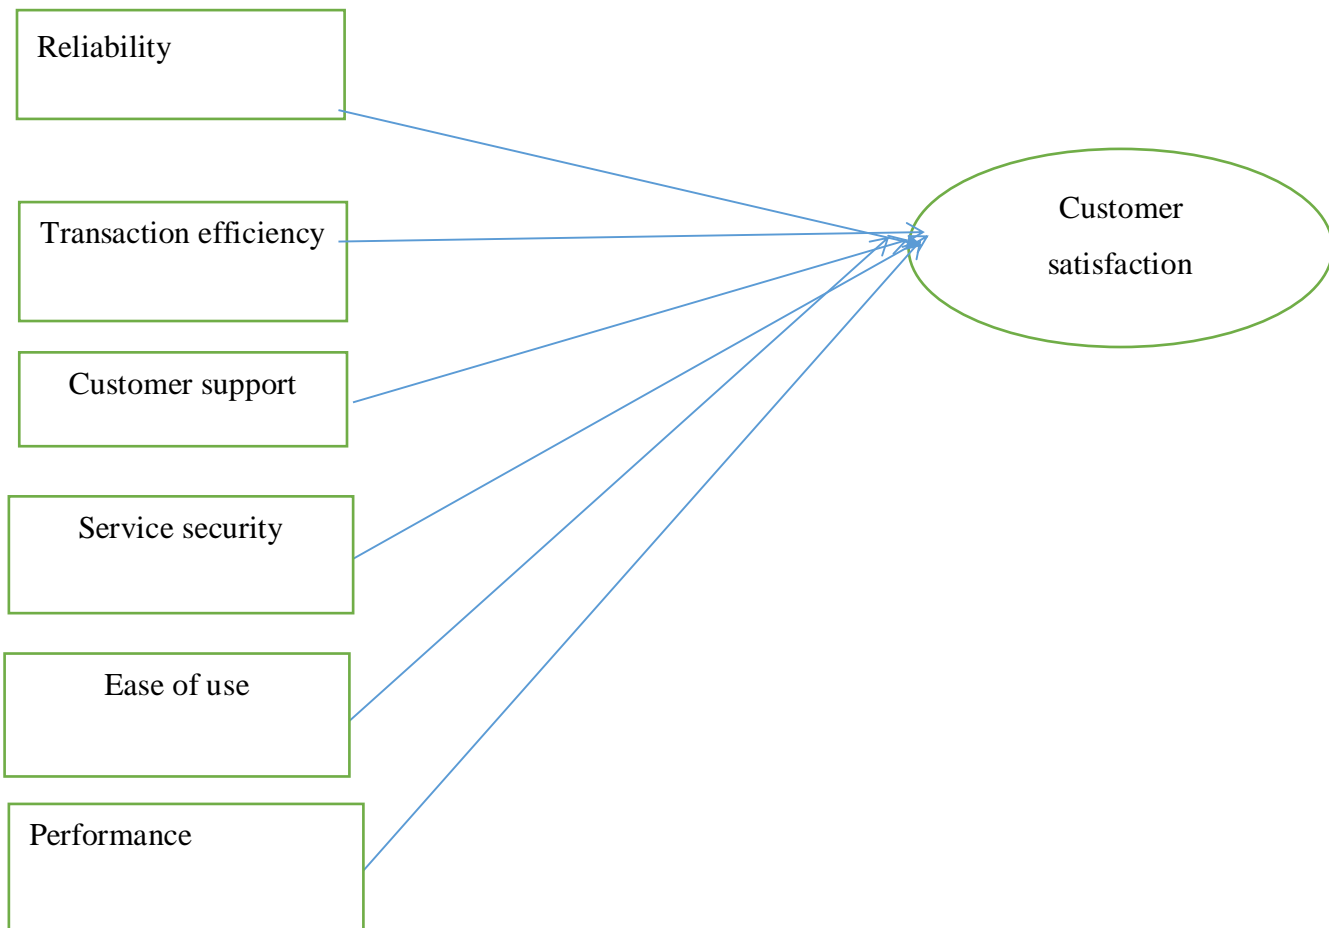 Reliability
Transaction efficiency
Customer support
Service security
Ease of use
Performance
Customer
satisfaction